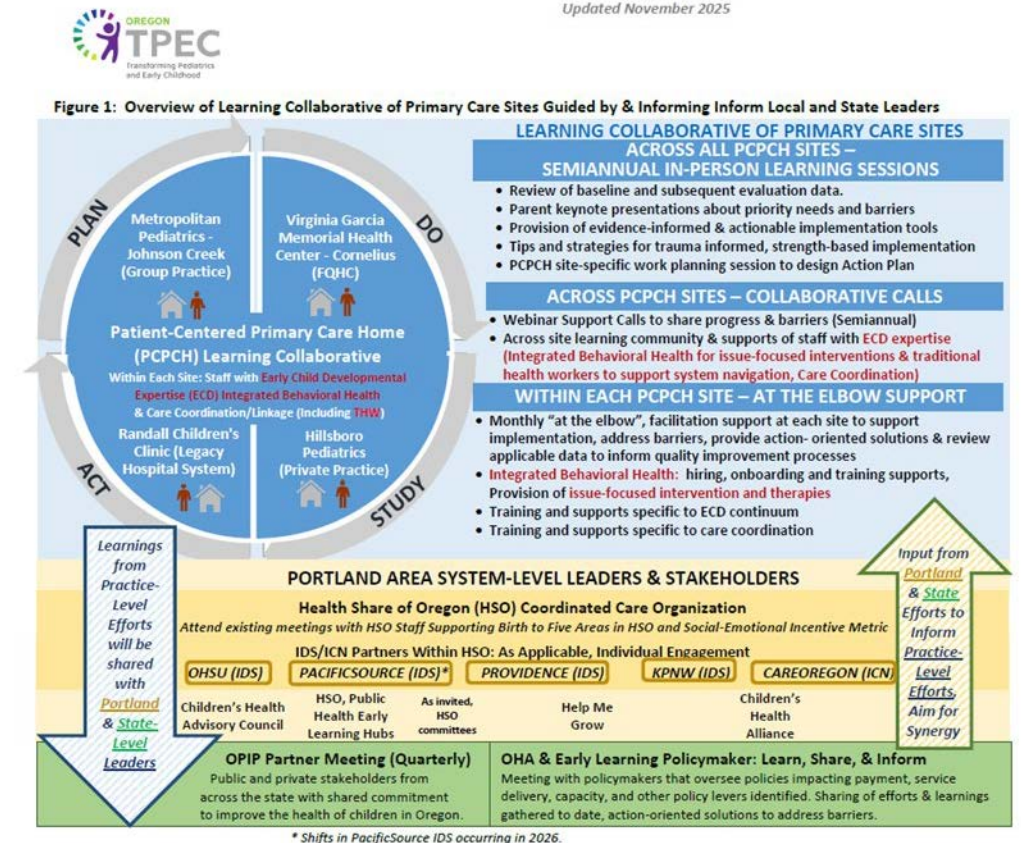 Updated November 2025
OREGON
TPEC
Transforming Pediatrics
and Early Childhood
Figure 1: Overview of Learning Collaborative of Primary Care Sites Guided by & Informing Inform Local and State Leaders
PLAN
DO
STUDY
ACT
Metropolitan
Pediatrics -
Johnson Creek
(Group Practice)
Virginia Garcia
Memorial Health
Center - Cornelius
(FQHC)
Patient-Centered Primary Care Home
(PCPCH) Learning Collaborative
Within Each Site: Staff with Early Child Developmental
Expertise (ECD) Integrated Behavioral Health
& Care Coordination/Linkage (Including THW)
Randall Children's
Clinic (Legacy
Hospital System)
Hillsboro
Pediatrics
(Private Practice)
LEARNING COLLABORATIVE OF PRIMARY CARE SITES
ACROSS ALL PCPCH SITES –
SEMIANNUAL IN-PERSON LEARNING SESSIONS
• Review of baseline and subsequent evaluation data.
• Parent keynote presentations about priority needs and barriers
• Provision of evidence-informed & actionable implementation tools
• Tips and strategies for trauma informed, strength-based implementation
• PCPCH site-specific work planning session to design Action Plan
ACROSS PCPCH SITES – COLLABORATIVE CALLS
• Webinar Support Calls to share progress & barriers (Semiannual)
• Across site learning community & supports of staff with ECD expertise
(Integrated Behavioral Health for issue-focused interventions & traditional
health workers to support system navigation, Care Coordination)
WITHIN EACH PCPCH SITE – AT THE ELBOW SUPPORT
• Monthly "at the elbow", facilitation support at each site to support
implementation, address barriers, provide action- oriented solutions & review
applicable data to inform quality improvement processes
• Integrated Behavioral Health: hiring, onboarding and training supports,
Provision of issue-focused intervention and therapies
• Training and supports specific to ECD continuum
• Training and supports specific to care coordination
Learnings
from
Practice-
Level
Efforts
will be
shared
with
Portland
& State-
Level
Leaders
PORTLAND AREA SYSTEM-LEVEL LEADERS & STAKEHOLDERS
Health Share of Oregon (HSO) Coordinated Care Organization
Attend existing meetings with HSO Staff Supporting Birth to Five Areas in HSO and Social-Emotional Incentive Metric
IDS/ICN Partners Within HSO: As Applicable, Individual Engagement
OHSU (IDS)
PACIFICSOURCE (IDS)*
PROVIDENCE (IDS)
KPNW (IDS)
CAREOREGON (ICN)
Children's Health
Advisory Council
HSO, Public
Health Early
Learning Hubs
As invited,
HSO
committees
Help Me
Grow
Children's
Health
Alliance
Input from
Portland
& State
Efforts to
Inform
Practice-
Level
Efforts,
Aim for
Synergy
OPIP Partner Meeting (Quarterly)
Public and private stakeholders from
across the state with shared commitment
to improve the health of children in Oregon.
OHA & Early Learning Policymaker: Learn, Share, & Inform
Meeting with policymakers that oversee policies impacting payment, service
delivery, capacity, and other policy levers identified. Sharing of efforts & learnings
gathered to date, action-oriented solutions to address barriers.
* Shifts in PacificSource IDS occurring in 2026.